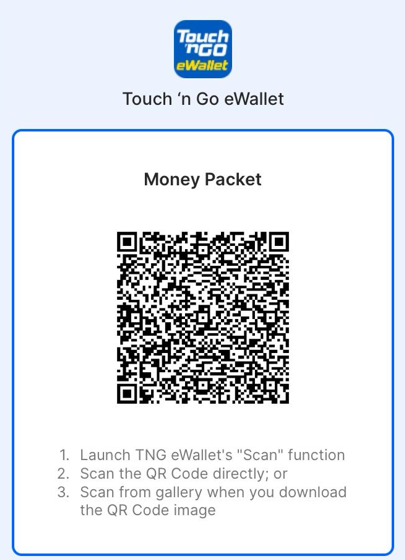 Touch
'nGO
eWallet
Touch ‘n Go eWallet
Money Packet
1. Launch TNG eWallet's "Scan" function
2. Scan the QR Code directly; or
3. Scan from gallery when you download
the QR Code image